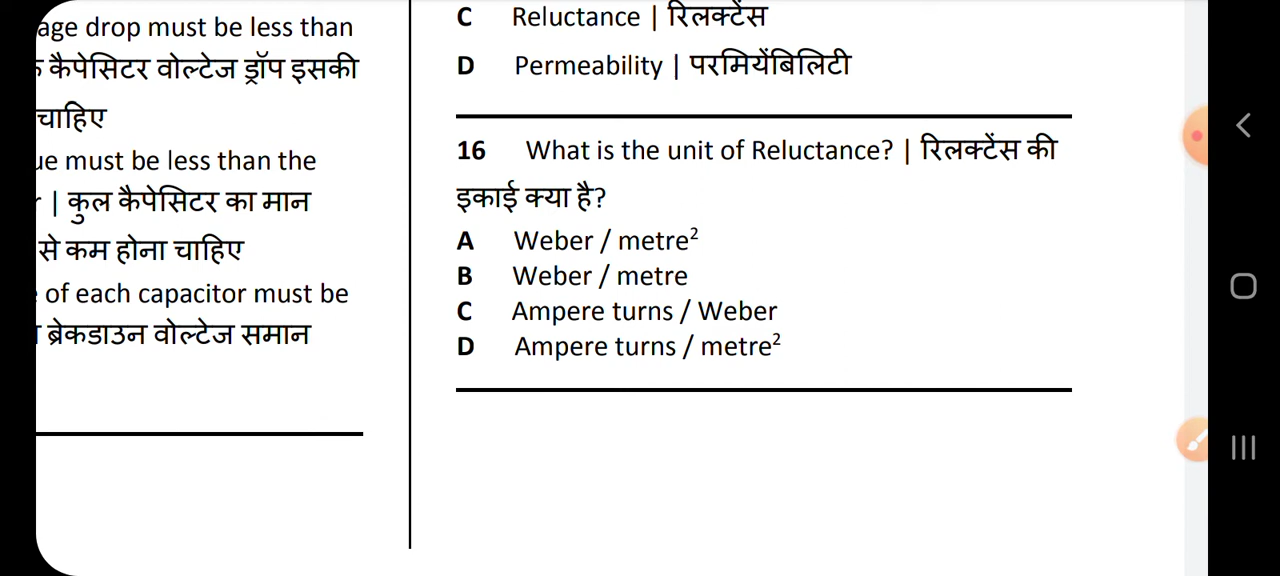 age drop must be less than
कैपेसिटर वोल्टेज ड्रॉप इसकी
चाहिए
ue must be less than the
| कुल कैपेसिटर का मान
से कम होना चाहिए
of each capacitor must be
ब्रेकडाउन वोल्टेज समान
C Reluctance | रिलक्टेंस
D Permeability | परमियेंबिलिटी
16 What is the unit of Reluctance? | रिलक्टेंस की
इकाई क्या है?
A Weber / metre²
B Weber / metre
C Ampere turns / Weber
D Ampere turns / metre²